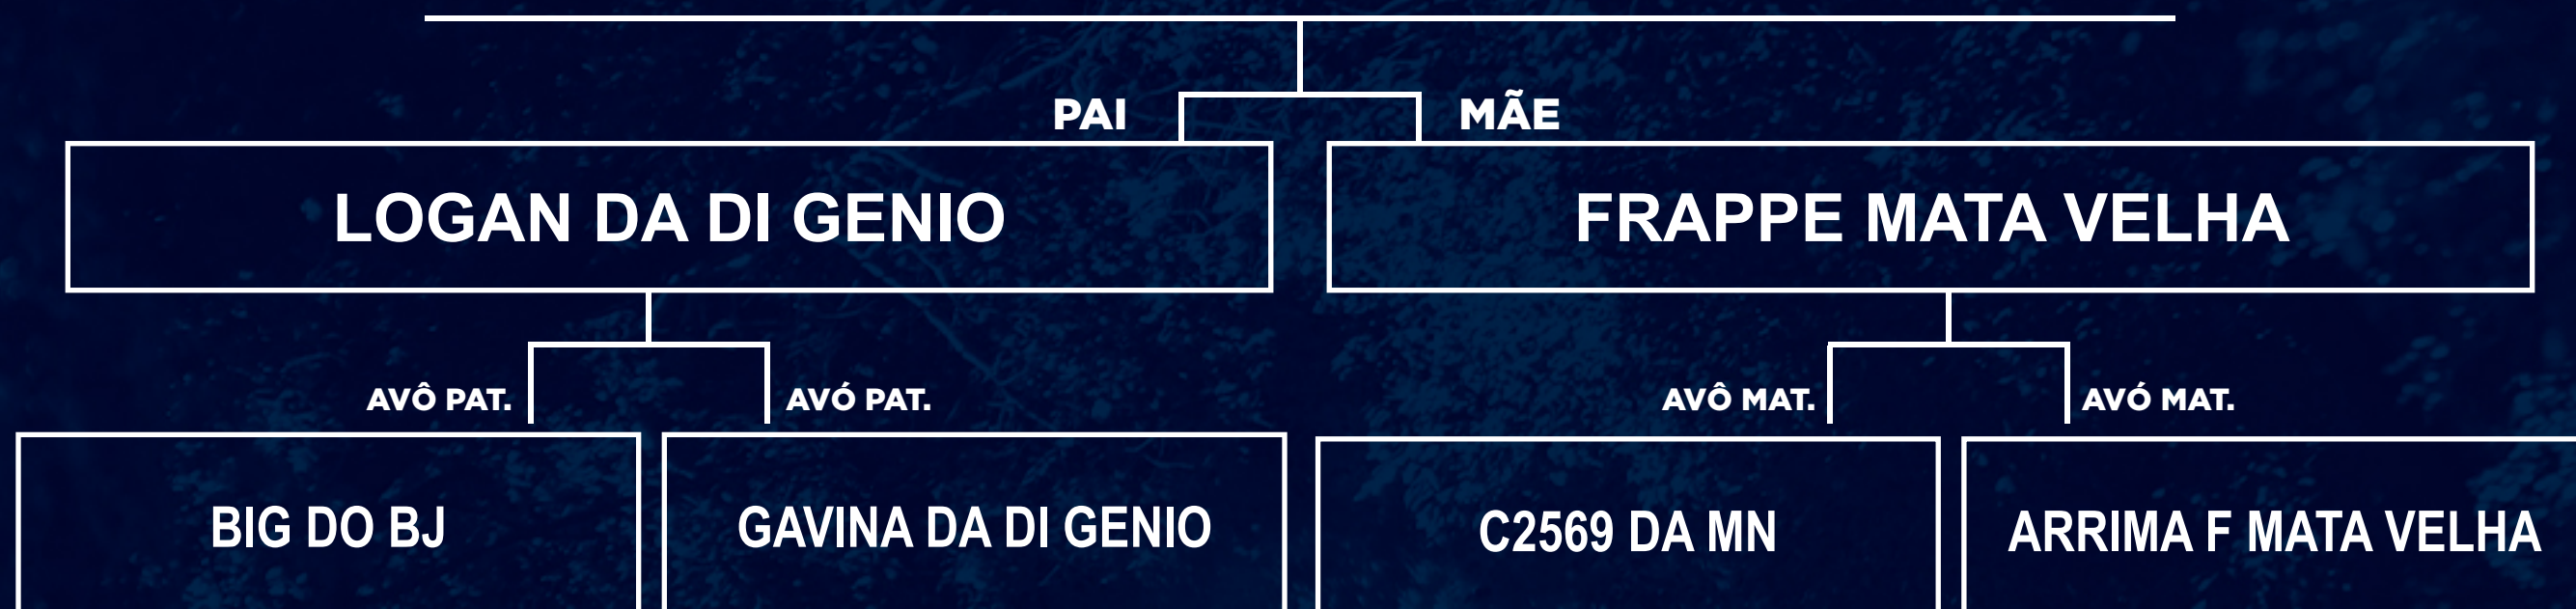 PAI
MÃE
LOGAN DA DI GENIO
FRAPPE MATA VELHA
AVÔ PAT.
AVÓ PAT.
AVÔ MAT.
AVÓ MAT.
BIG DO BJ
GAVINA DA DI GENIO
C2569 DA MN
ARRIMA F MATA VELHA